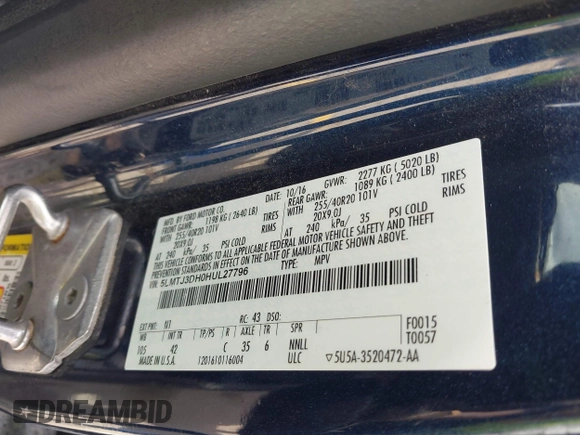 MFD. BY FORD MOTOR CO.
DATE: 10/16 GVWR: 2277 KG ( 5020 LB)
FRONT GAWR: 1198 KG ( 2640 LB) REAR GAWR: 1089 KG ( 2400 LB)
WITH 255/40R20 101V TIRES WITH 255/40R20 101V TIRES
20X9.0J RIMS 20X9.0J RIMS
AT 240 kPa/ 35 PSI COLD AT 240 kPa/ 35 PSI COLD
THIS VEHICLE CONFORMS TO ALL APPLICABLE FEDERAL MOTOR VEHICLE SAFETY AND THEFT
PREVENTION STANDARDS IN EFFECT ON THE DATE OF MANUFACTURE SHOWN ABOVE.
VIN: 5LMTJ3DH0HUL27796
TYPE: MPV
EXT PNT: RC: 43 DSO:
WB INT TR TP/PS R AXLE TR SPR F0015
105 42 C 35 6 NNLL T0057
MADE IN U.S.A. 1201610116004 ULC 5U5A-3520472-AA
DREAMBID